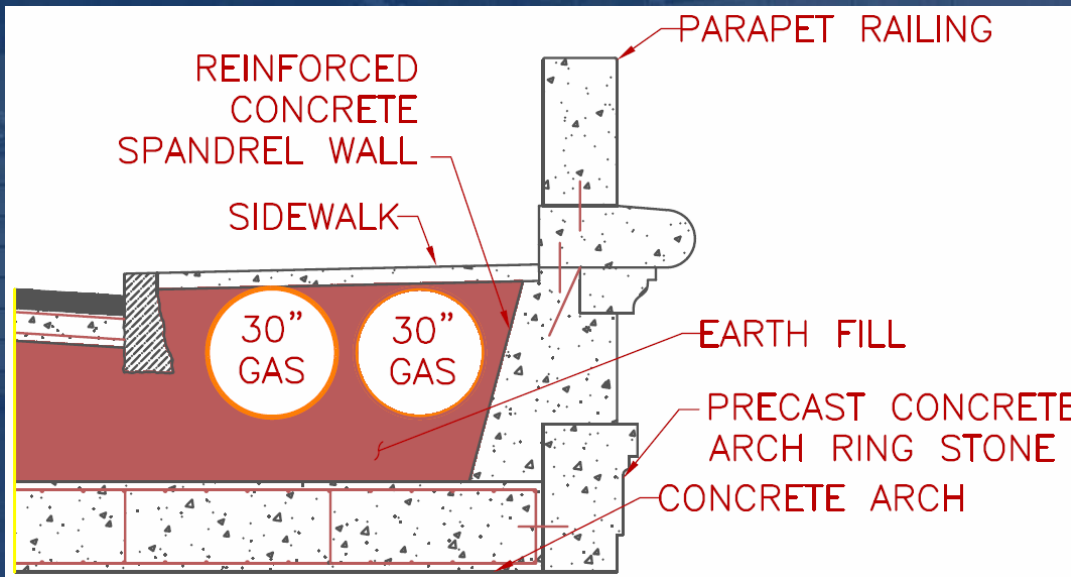 PARAPET RAILING
REINFORCED
CONCRETE
SPANDREL WALL
SIDEWALK
30”
GAS
30”
GAS
EARTH FILL
PRECAST CONCRETE
ARCH RING STONE
CONCRETE ARCH